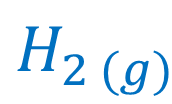 H₂ (g)